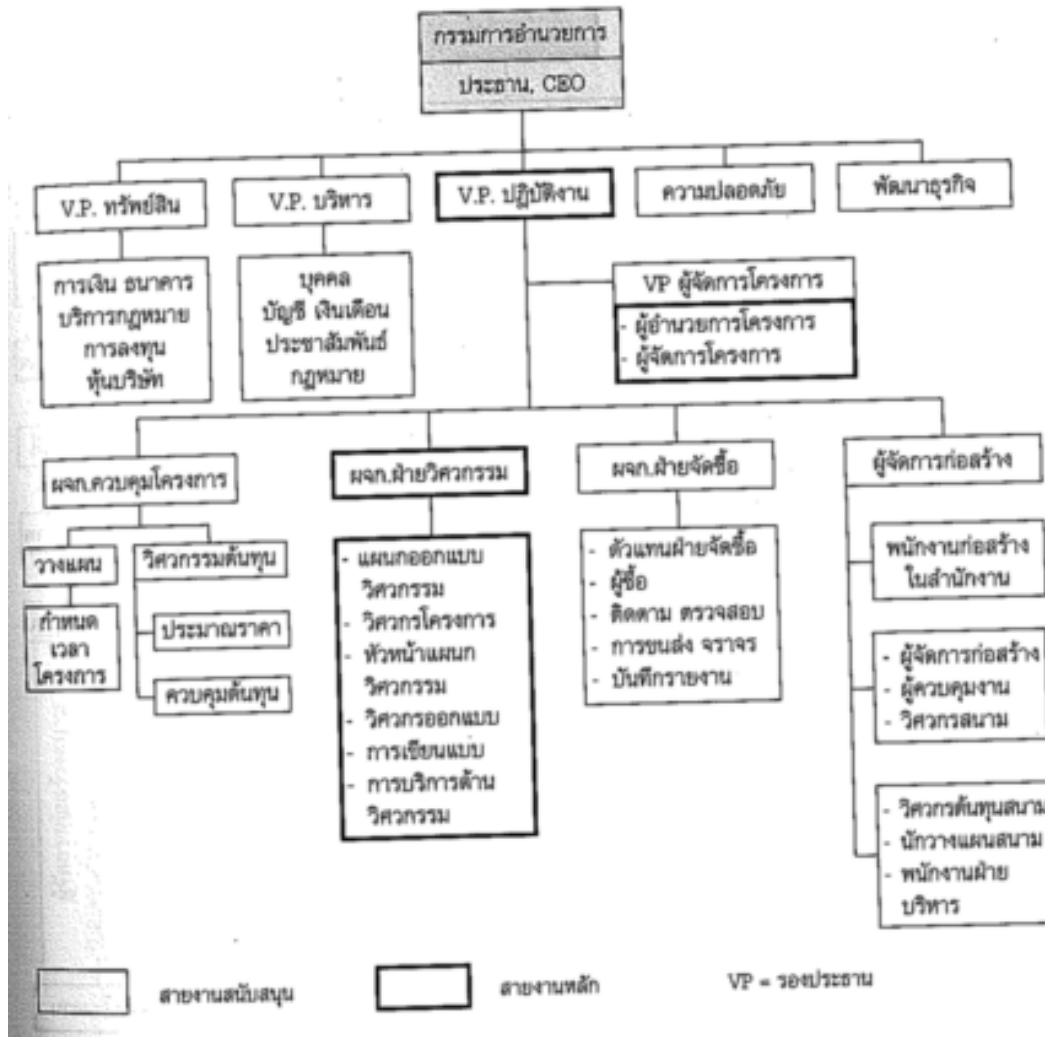 กรรมการอำนวยการ
ประธาน, CEO
V.P. ทรัพย์สิน
V.P. บริหาร
V.P. ปฏิบัติงาน
ความปลอดภัย
พัฒนาธุรกิจ
การเงิน ธนาคาร
บริการกฎหมาย
การลงทุน
หุ้นบริษัท
บุคคล
บัญชี เงินเดือน
ประชาสัมพันธ์
กฎหมาย
VP ผู้จัดการโครงการ
- ผู้อำนวยการโครงการ
- ผู้จัดการโครงการ
ผจก.ควบคุมโครงการ
ผจก.ฝ่ายวิศวกรรม
ผจก.ฝ่ายจัดซื้อ
ผู้จัดการก่อสร้าง
วางแผน
กำหนด
เวลา
โครงการ
วิศวกรรมต้นทุน
ประมาณราคา
ควบคุมต้นทุน
- แผนกออกแบบ
วิศวกรรม
- วิศวกรโครงการ
- หัวหน้าแผนก
วิศวกรรม
- วิศวกรออกแบบ
- การเขียนแบบ
- การบริการด้าน
วิศวกรรม
- ตัวแทนฝ่ายจัดซื้อ
- ผู้ซื้อ
- ติดตาม ตรวจสอบ
- การขนส่ง จราจร
- บันทึกรายงาน
พนักงานก่อสร้าง
ในสำนักงาน
- ผู้จัดการก่อสร้าง
- ผู้ควบคุมงาน
- วิศวกรสนาม
- วิศวกรต้นทุนสนาม
- นักวางแผนสนาม
- พนักงานฝ่าย
บริหาร
สายงานสนับสนุน
สายงานหลัก
VP = รองประธาน